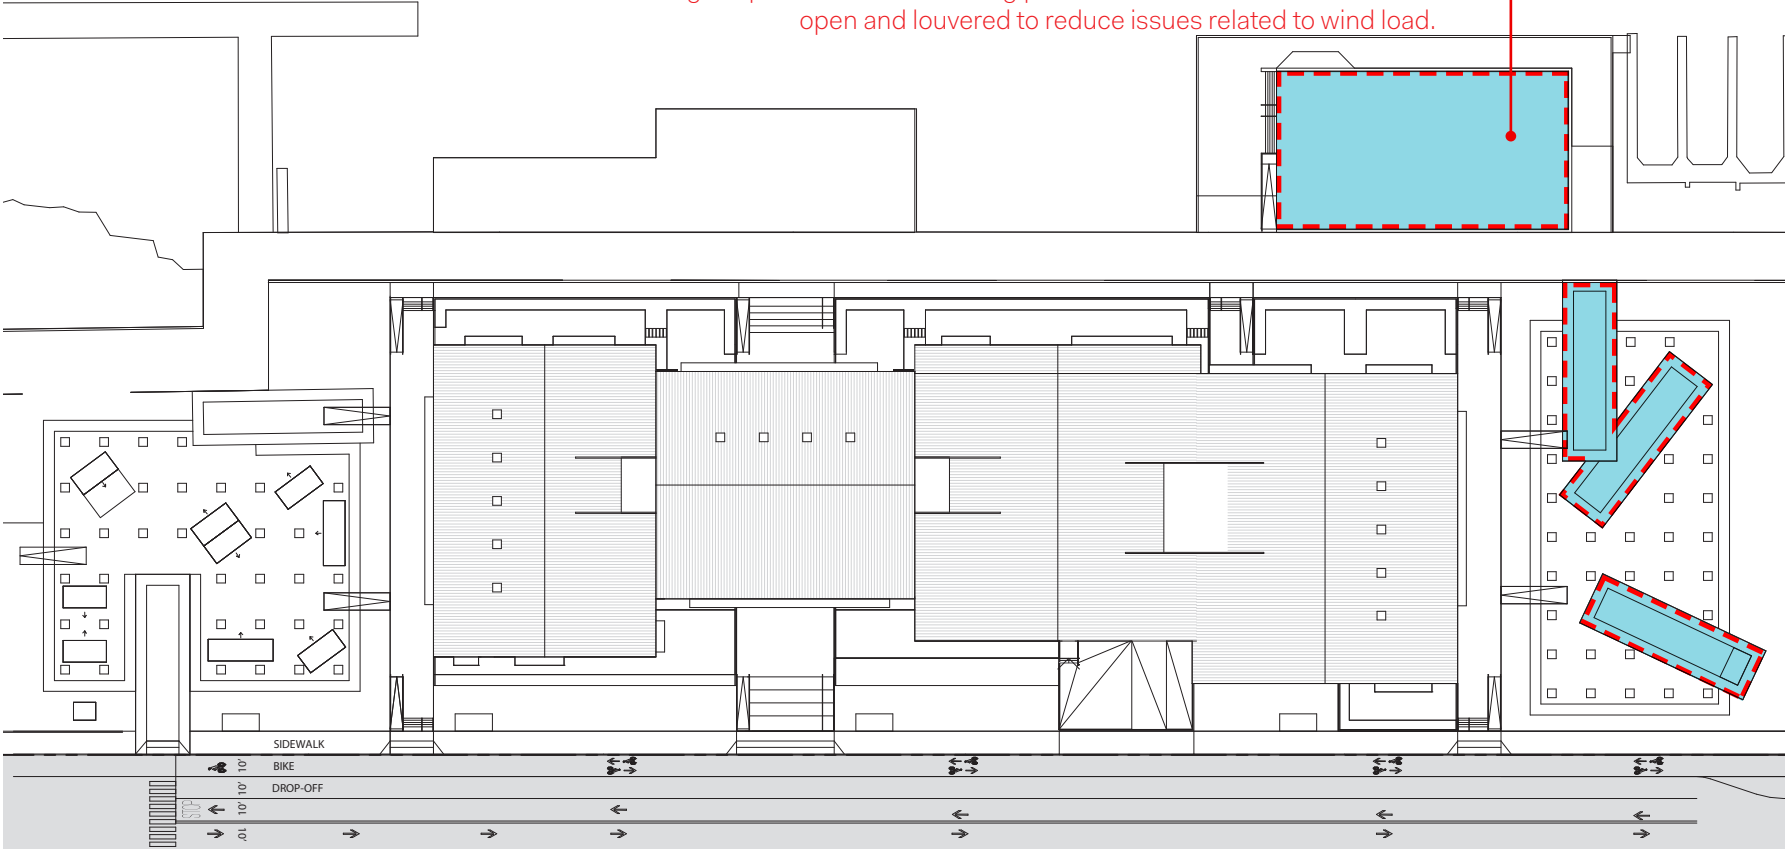 open and louvered to reduce issues related to wind load.
SIDEWALK
10' BIKE
10' DROP-OFF
STOP 10'
10'